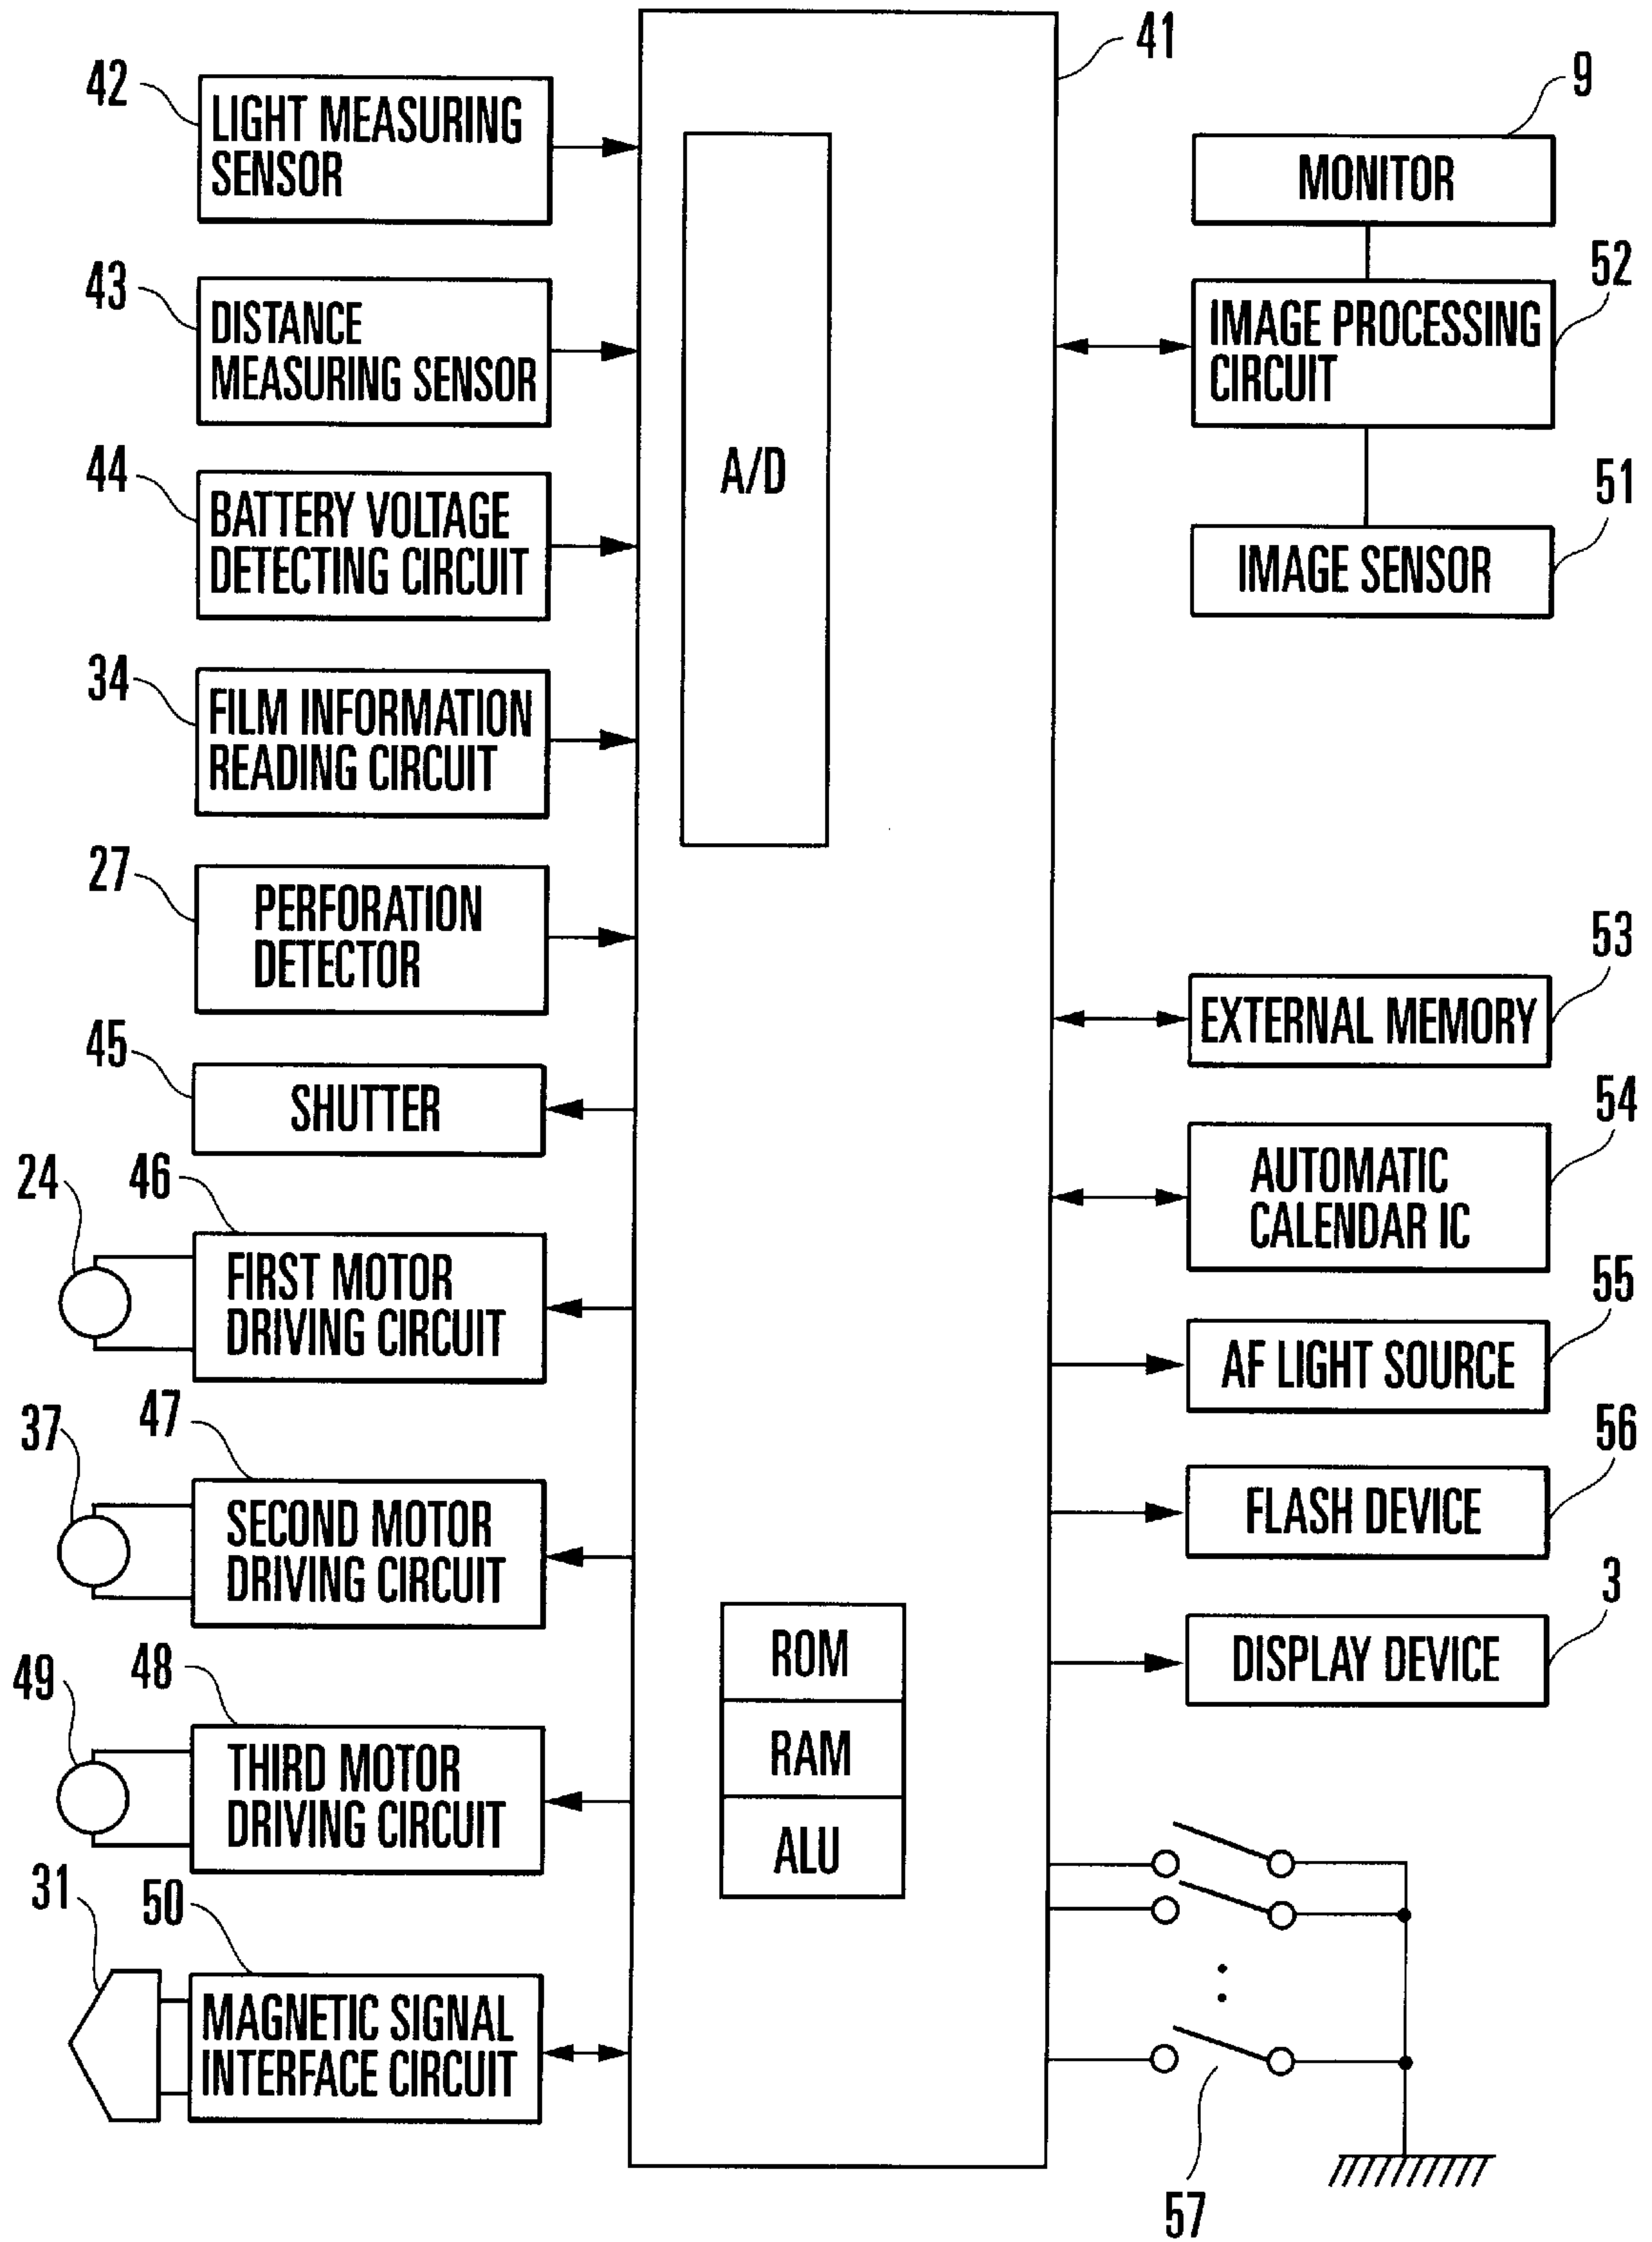 41
42
LIGHT MEASURING
SENSOR
43
DISTANCE
MEASURING SENSOR
44
BATTERY VOLTAGE
DETECTING CIRCUIT
34
FILM INFORMATION
READING CIRCUIT
27
PERFORATION
DETECTOR
45
SHUTTER
24
46
FIRST MOTOR
DRIVING CIRCUIT
37
47
SECOND MOTOR
DRIVING CIRCUIT
49
48
THIRD MOTOR
DRIVING CIRCUIT
31
50
MAGNETIC SIGNAL
INTERFACE CIRCUIT
A/D
ROM
RAM
ALU
9
MONITOR
52
IMAGE PROCESSING
CIRCUIT
51
IMAGE SENSOR
53
EXTERNAL MEMORY
54
AUTOMATIC
CALENDAR IC
55
AF LIGHT SOURCE
56
FLASH DEVICE
3
DISPLAY DEVICE
57